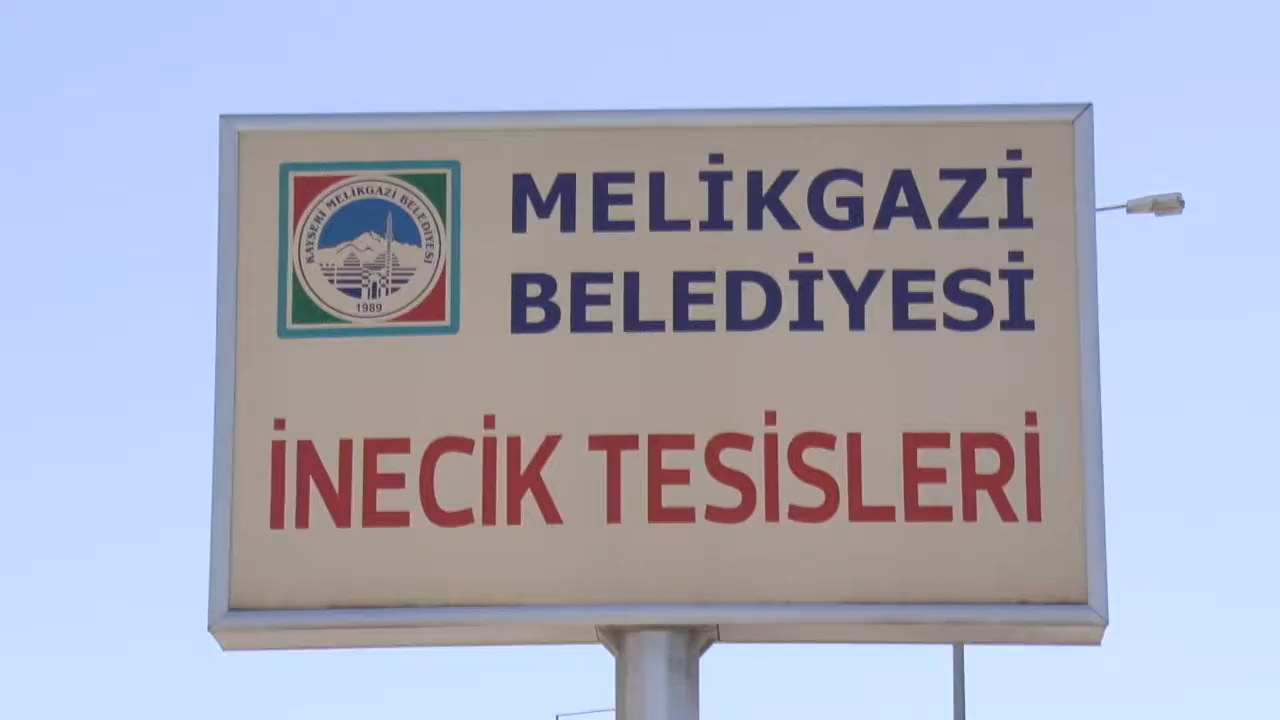 KAYSERİ MELİKGAZİ BELEDİYESİ
1989
MELİKGAZİ
BELEDİYESİ
İNECİK TESİSLERİ